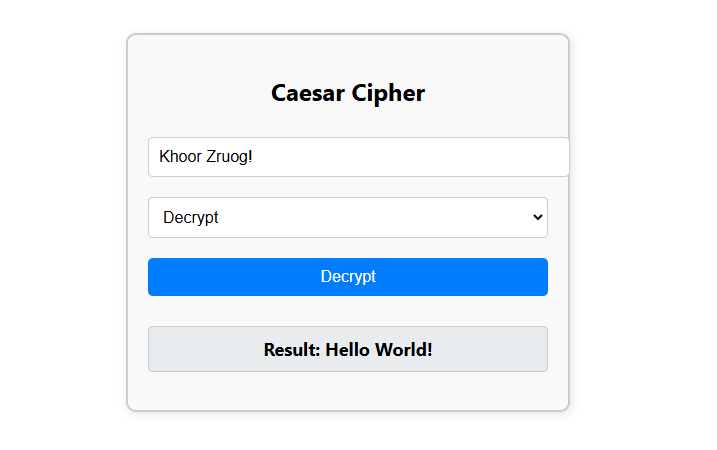 Caesar Cipher
Khoor Zruog!
Decrypt
Decrypt
Result: Hello World!